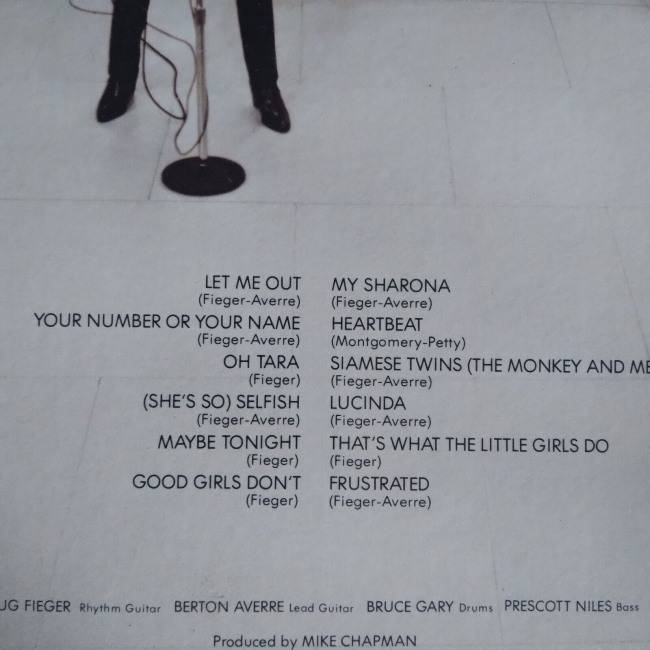 LET ME OUT
(Fieger-Averre)
YOUR NUMBER OR YOUR NAME
(Fieger-Averre)
OH TARA
(Fieger)
(SHE'S SO) SELFISH
(Fieger-Averre)
MAYBE TONIGHT
(Fieger)
GOOD GIRLS DON'T
(Fieger)
MY SHARONA
(Fieger-Averre)
HEARTBEAT
(Montgomery-Petty)
SIAMESE TWINS (THE MONKEY AND ME
(Fieger-Averre)
LUCINDA
(Fieger-Averre)
THAT'S WHAT THE LITTLE GIRLS DO
(Fieger)
FRUSTRATED
(Fieger-Averre)
UG FIEGER Rhythm Guitar BERTON AVERRE Lead Guitar BRUCE GARY Drums PRESCOTT NILES Bass
Produced by MIKE CHAPMAN